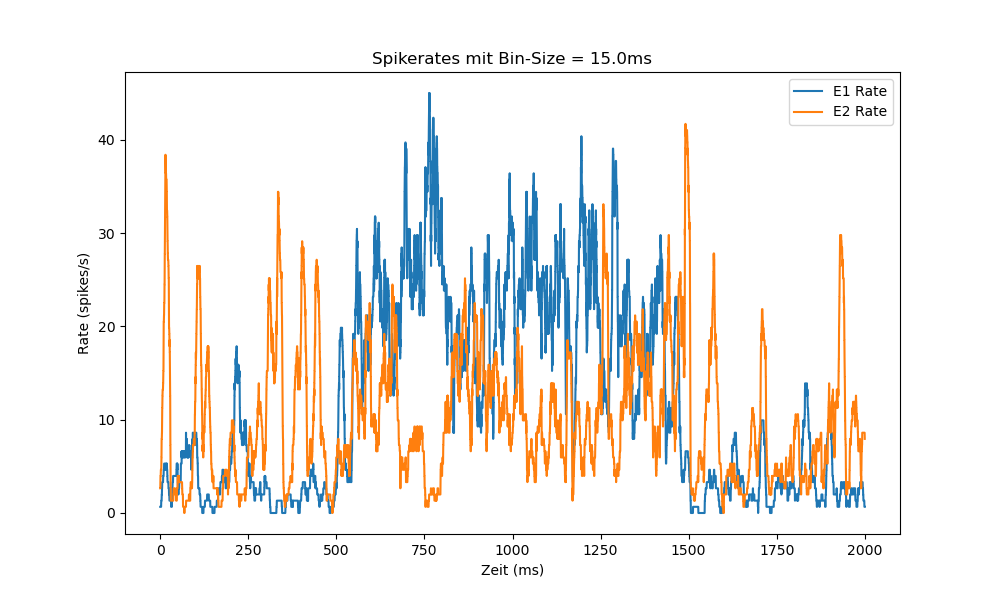 Spikerates mit Bin-Size = 15.0ms
E1 Rate
E2 Rate
Rate (spikes/s)
40
30
20
10
0
0 250 500 750 1000 1250 1500 1750 2000
Zeit (ms)